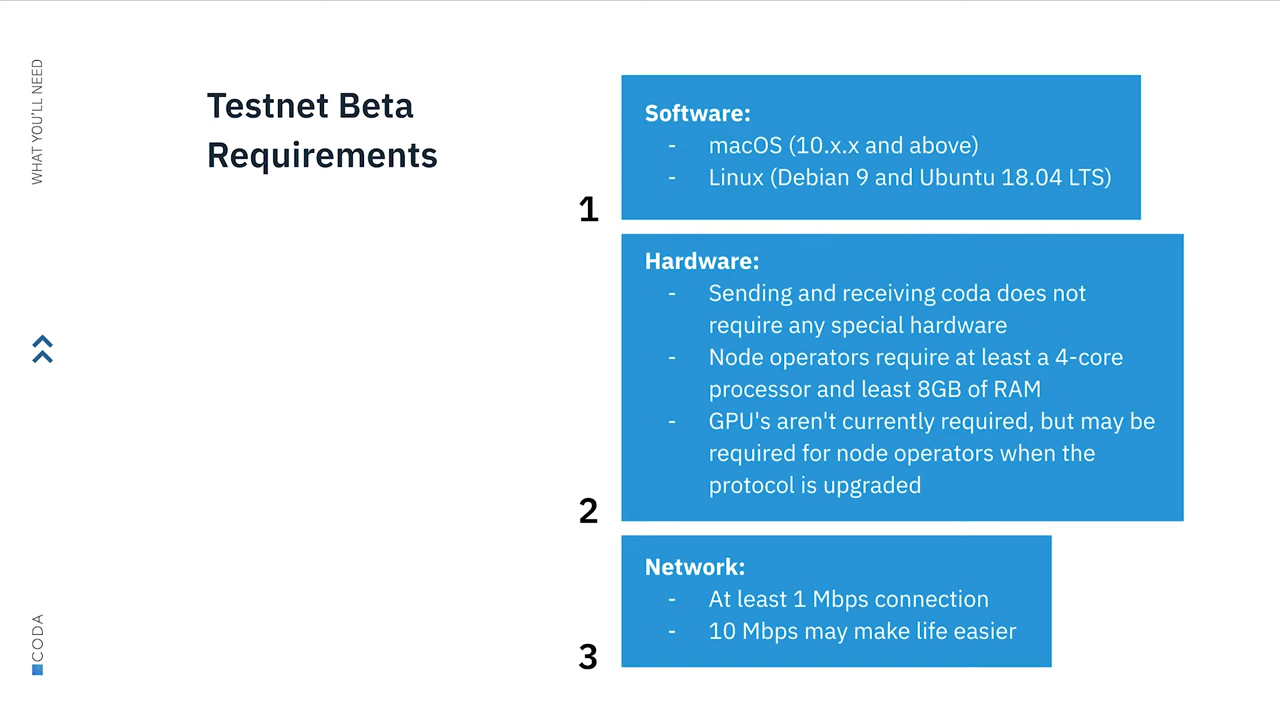 WHAT YOU'LL NEED
Testnet Beta
Requirements
1
Software:
- macOS (10.x.x and above)
- Linux (Debian 9 and Ubuntu 18.04 LTS)
2
Hardware:
- Sending and receiving coda does not
require any special hardware
- Node operators require at least a 4-core
processor and least 8GB of RAM
- GPU's aren't currently required, but may be
required for node operators when the
protocol is upgraded
3
Network:
- At least 1 Mbps connection
- 10 Mbps may make life easier
CODA